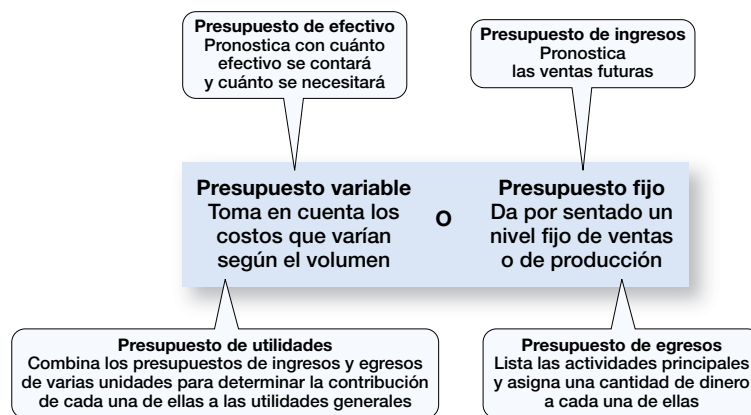 Presupuesto de efectivo
Pronostica con cuánto
efectivo se contará
y cuánto se necesitará
Presupuesto de ingresos
Pronostica
las ventas futuras
Presupuesto variable
Toma en cuenta los
costos que varían
según el volumen
O
Presupuesto fijo
Da por sentado un
nivel fijo de ventas
o de producción
Presupuesto de utilidades
Combina los presupuestos de ingresos y egresos
de varias unidades para determinar la contribución
de cada una de ellas a las utilidades generales
Presupuesto de egresos
Lista las actividades principales
y asigna una cantidad de dinero
a cada una de ellas